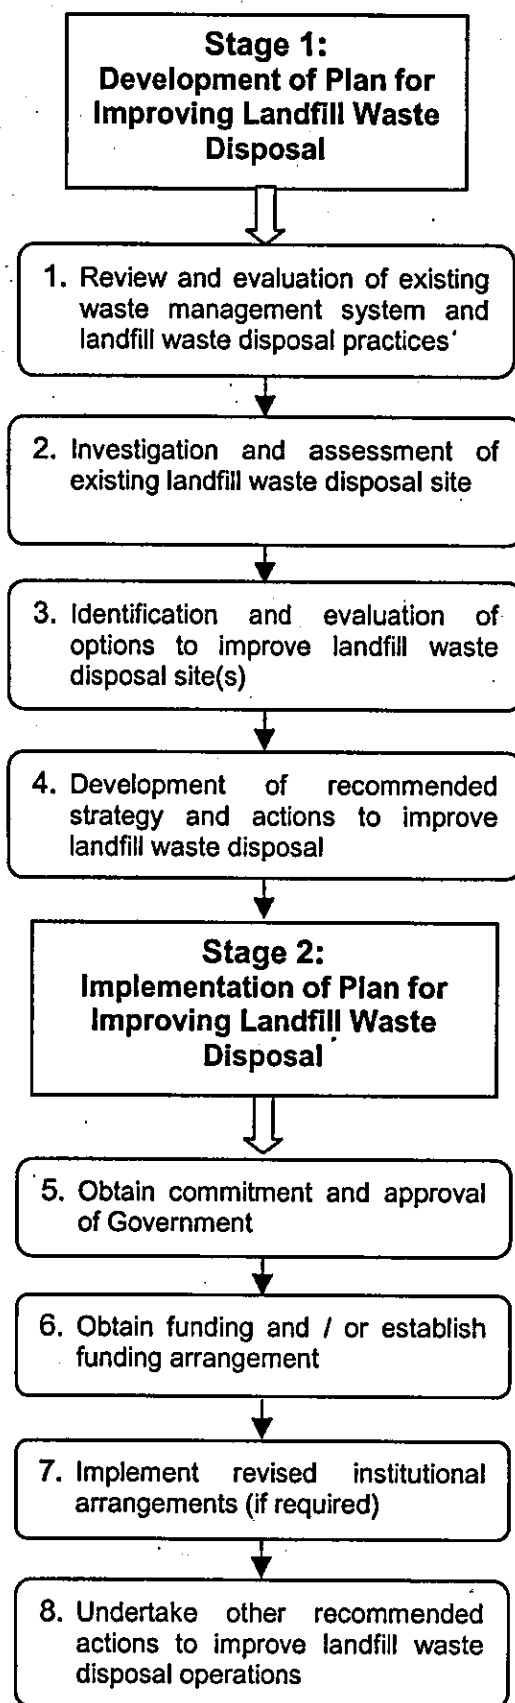 Stage 1:
Development of Plan for
Improving Landfill Waste
Disposal
1. Review and evaluation of existing
waste management system and
landfill waste disposal practices
2. Investigation and assessment of
existing landfill waste disposal site
3. Identification and evaluation of
options to improve landfill waste
disposal site(s)
4. Development of recommended
strategy and actions to improve
landfill waste disposal
Stage 2:
Implementation of Plan for
Improving Landfill Waste
Disposal
5. Obtain commitment and approval
of Government
6. Obtain funding and / or establish
funding arrangement
7. Implement revised institutional
arrangements (if required)
8. Undertake other recommended
actions to improve landfill waste
disposal operations